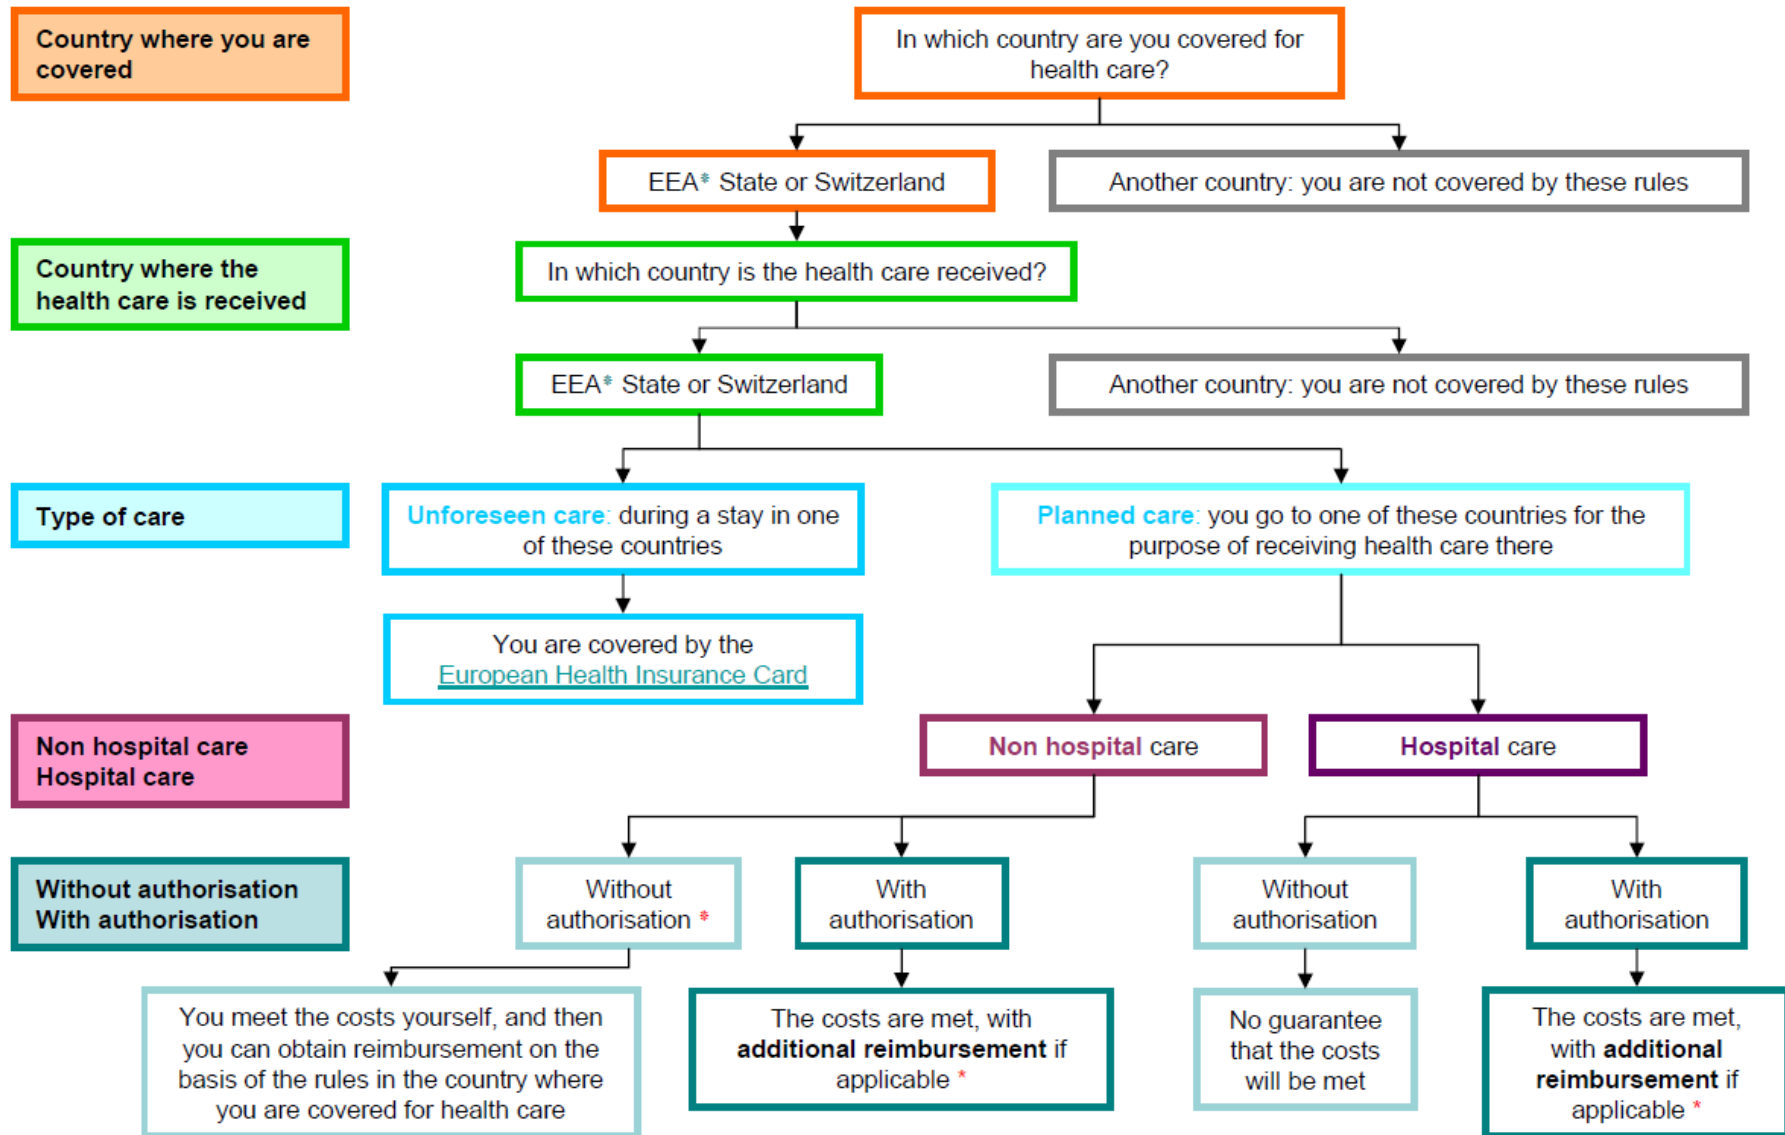 Country where you are
covered
In which country are you covered for
health care?
EEA* State or Switzerland
Another country: you are not covered by these rules
Country where the
health care is received
In which country is the health care received?
EEA* State or Switzerland
Another country: you are not covered by these rules
Type of care
Unforeseen care: during a stay in one
of these countries
Planned care: you go to one of these countries for the
purpose of receiving health care there
You are covered by the
European Health Insurance Card
Non hospital care
Hospital care
Non hospital care
Hospital care
Without authorisation
With authorisation
Without
authorisation *
With
authorisation
Without
authorisation
With
authorisation
You meet the costs yourself, and then
you can obtain reimbursement on the
basis of the rules in the country where
you are covered for health care
The costs are met, with
additional reimbursement if
applicable *
No guarantee
that the costs
will be met
The costs are met,
with additional
reimbursement if
applicable *